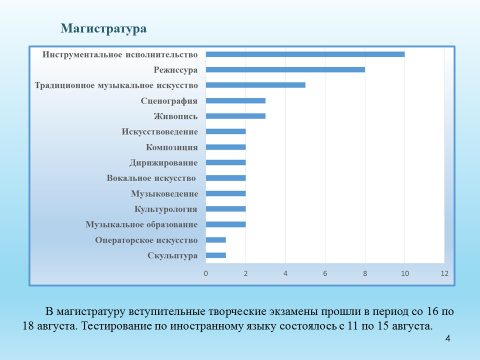 Магистратура
Инструментальное исполнительство
Режиссура
Традиционное музыкальное искусство
Сценография
Живопись
Искусствоведение
Композиция
Дирижирование
Вокальное искусство
Музыковедение
Культурология
Музыкальное образование
Операторское искусство
Скульптура
0 2 4 6 8 10 12
В магистратуру вступительные творческие экзамены прошли в период со 16 по
18 августа. Тестирование по иностранному языку состоялось с 11 по 15 августа.
4